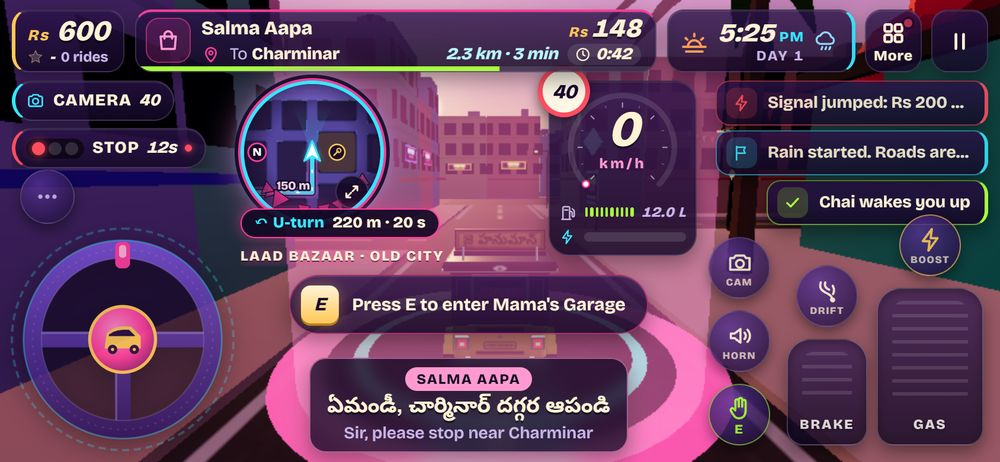 Rs 600
- 0 rides
Salma Aapa
To Charminar
Rs 148
2.3 km · 3 min
0:42
5:25 PM
DAY 1
More
CAMERA 40
STOP 12s
N
150 m
U-turn 220 m · 20 s
LAAD BAZAAR · OLD CITY
40
0
km/h
12.0 L
Signal jumped: Rs 200 ...
Rain started. Roads are...
Chai wakes you up
BOOST
CAM
DRIFT
HORN
E
BRAKE
GAS
జై హనుమాన్
E Press E to enter Mama's Garage
SALMA AAPA
ఏమండీ, చార్మినార్ దగ్గర ఆపండి
Sir, please stop near Charminar